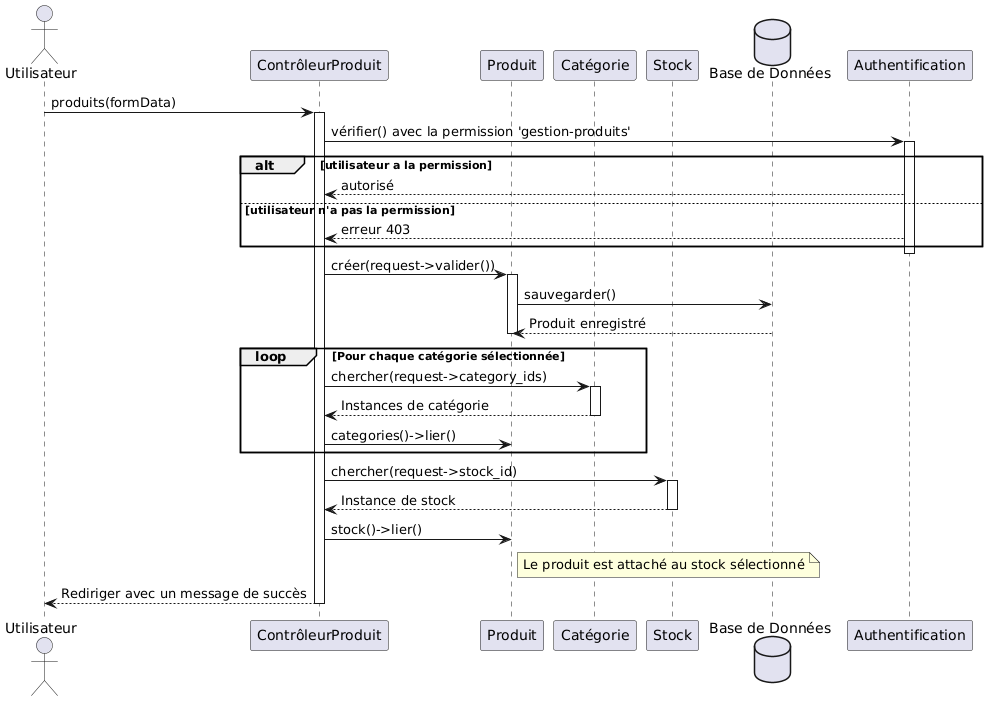 Utilisateur
ContrôleurProduit
Produit
Catégorie
Stock
Base de Données
Authentification
produits(formData)
vérifier() avec la permission 'gestion-produits'
alt
[utilisateur a la permission]
autorisé
[utilisateur n'a pas la permission]
erreur 403
créer(request->valider())
sauvegarder()
Produit enregistré
loop
[Pour chaque catégorie sélectionnée]
chercher(request->category_ids)
Instances de catégorie
categories()->lier()
chercher(request->stock_id)
Instance de stock
stock()->lier()
Le produit est attaché au stock sélectionné
Rediriger avec un message de succès
Utilisateur
ContrôleurProduit
Produit
Catégorie
Stock
Base de Données
Authentification